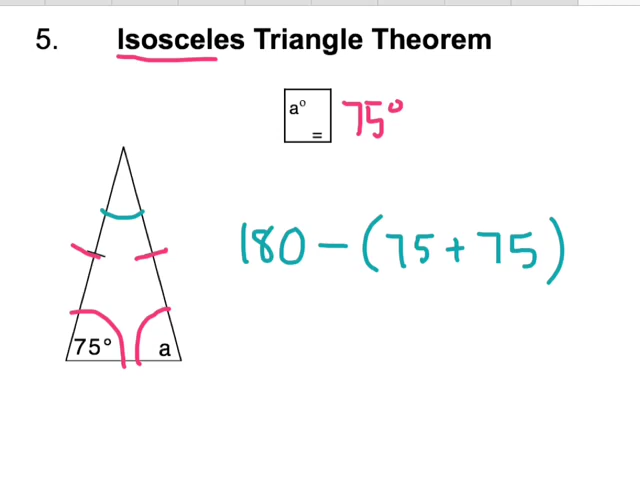 5. Isosceles Triangle Theorem
a° = 75°
180 - (75 + 75)
75° a